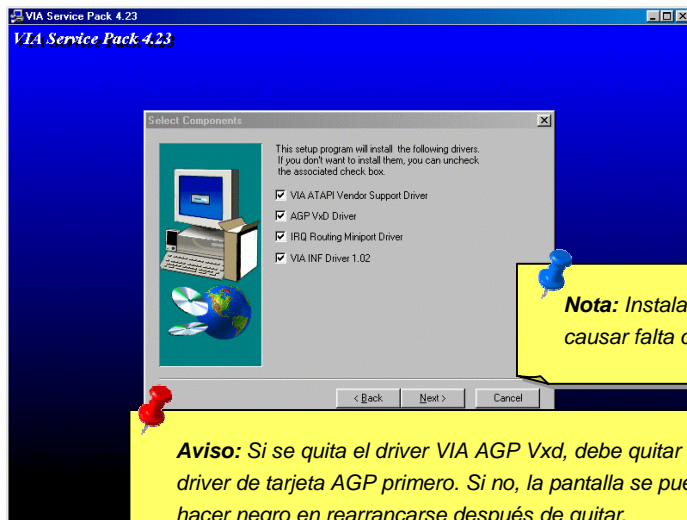 VIA Service Pack 4.23
VIA Service Pack 4.23
Select Components
This setup program will install the following drivers.
If you don't want to install them, you can uncheck
the associated check box.
VIA ATAPI Vendor Support Driver
AGP VxD Driver
IRQ Routing Miniport Driver
VIA INF Driver 1.02
Nota: Instala
causar falta
< Back Next > Cancel
Aviso: Si se quita el driver VIA AGP Vxd, debe quitar
driver de tarjeta AGP primero. Si no, la pantalla se pue
hacer negro en rearrancarse después de quitar.